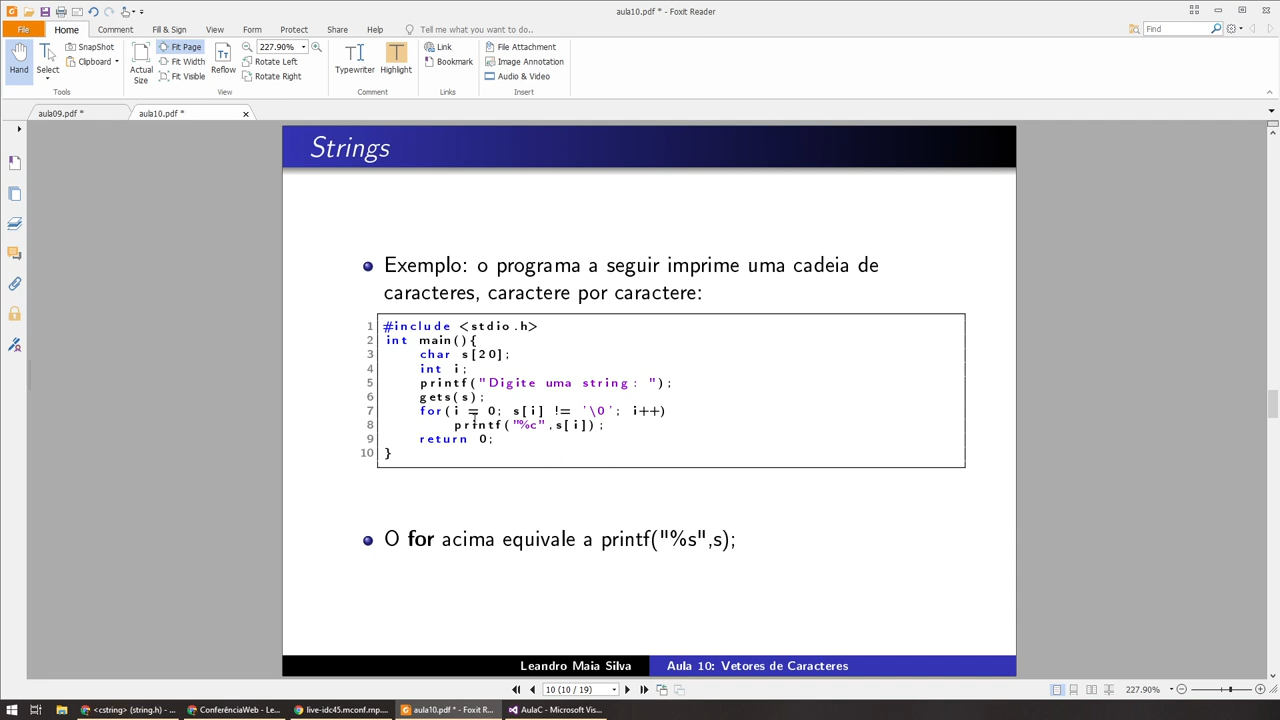 aula10.pdf * - Foxit Reader
File Home Comment Fill & Sign View Form Protect Share Help Tell me what you want to do.. Find
Hand Select SnapShot Clipboard
Actual Size Fit Page Fit Width Fit Visible Reflow 227.90% Rotate Left Rotate Right
Typewriter Highlight Link Bookmark File Attachment Image Annotation Audio & Video
Tools View Comment Links Insert
aula09.pdf * aula10.pdf *
Strings
Exemplo: o programa a seguir imprime uma cadeia de
caracteres, caractere por caractere:
1 #include <stdio.h>
2 int main(){
3 char s[20];
4 int i;
5 printf("Digite uma string: ");
6 gets(s);
7 for(i = 0; s[i] != '\0'; i++)
8 printf("%c",s[i]);
9 return 0;
10 }
O for acima equivale a printf("%s",s);
Leandro Maia Silva Aula 10: Vetores de Caracteres
10 (10 / 19) 227.90%
<cstring> (string.h) - ... ConferênciaWeb - Le... live-idc45.mconf.rnp.... aula10.pdf * - Foxit R... AulaC - Microsoft Vis...